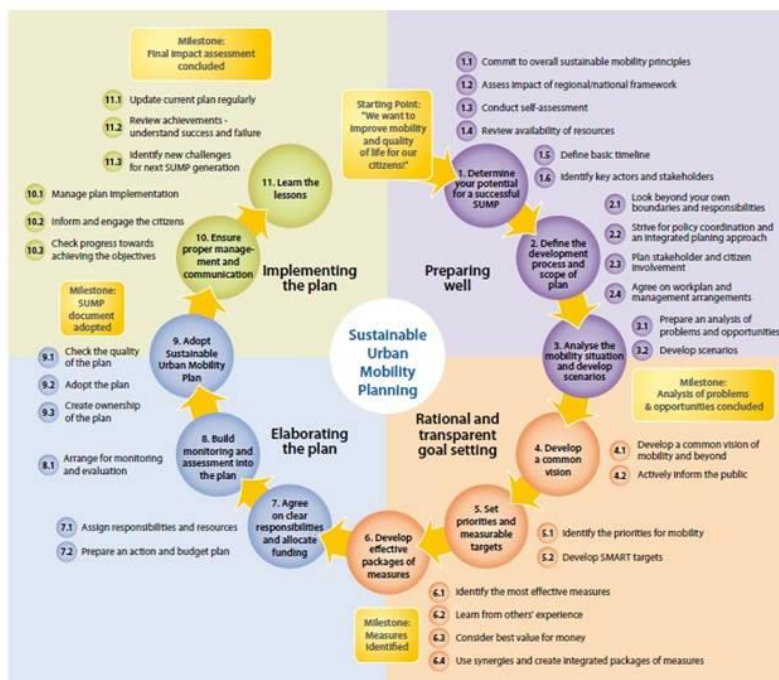 Starting Point:
"We want to
improve mobility
and quality
of life for our
citizens!"
1.1 Commit to overall sustainable mobility principles
1.2 Assess impact of regional/national framework
1.3 Conduct self-assessment
1.4 Review availability of resources
1.5 Define basic timeline
1.6 Identify key actors and stakeholders
1. Determine
your potential
for a successful
SUMP
2.1 Look beyond your own
boundaries and responsibilities
2.2 Strive for policy coordination and
an integrated planing approach
2.3 Plan stakeholder and citizen
involvement
2.4 Agree on workplan and
management arrangements
2. Define the
development
process and
scope of
plan
Preparing
well
3.1 Prepare an analysis of
problems and opportunities
3.2 Develop scenarios
3. Analyse the
mobility situation
and develop
scenarios
Milestone:
Analysis of problems
& opportunities concluded
Rational and
transparent
goal setting
4. Develop
a common
vision
4.1 Develop a common vision of
mobility and beyond
4.2 Actively inform the public
5. Set
priorities and
measurable
targets
5.1 Identify the priorities for mobility
5.2 Develop SMART targets
6. Develop
effective
packages of
measures
6.1 Identify the most effective measures
6.2 Learn from others' experience
6.3 Consider best value for money
6.4 Use synergies and create integrated packages of measures
Milestone:
Measures
identified
Elaborating
the plan
7. Agree
on clear
responsibilities
and allocate
funding
7.1 Assign responsibilities and resources
7.2 Prepare an action and budget plan
8. Build
monitoring and
assessment into
the plan
8.1 Arrange for monitoring
and evaluation
9. Adopt
Sustainable
Urban Mobility
Plan
9.1 Check the quality
of the plan
9.2 Adopt the plan
9.3 Create ownership
of the plan
Milestone:
SUMP
document
adopted
Implementing
the plan
10. Ensure
proper manage-
ment and
communication
10.1 Manage plan implementation
10.2 Inform and engage the citizens
10.3 Check progress towards
achieving the objectives
11. Learn the
lessons
11.1 Update current plan regularly
11.2 Review achievements -
understand success and failure
11.3 Identify new challenges
for next SUMP generation
Milestone:
Final impact assessment
concluded
Sustainable
Urban
Mobility
Planning